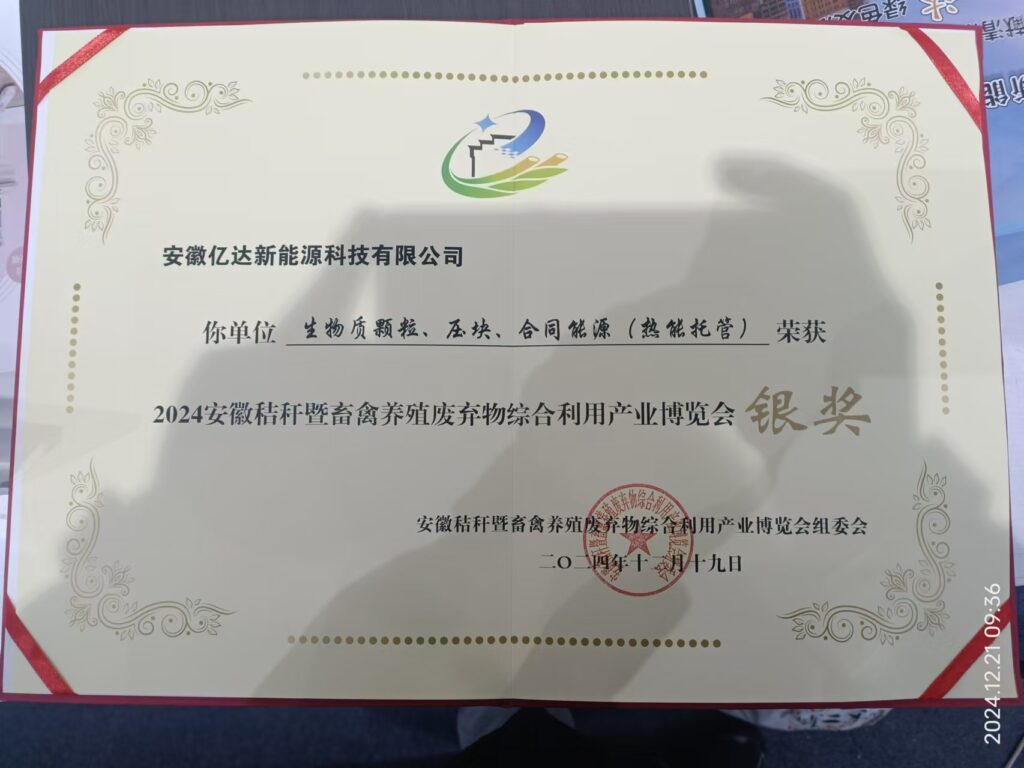 安徽亿达新能源科技有限公司
你单位 生物质颗粒、压块、合同能源（热能托管） 荣获
2024安徽秸秆暨畜禽养殖废弃物综合利用产业博览会 银奖
安徽秸秆暨畜禽养殖废弃物综合利用产业博览会组委会
二〇二四年十二月十九日
2024.12.21 09:36